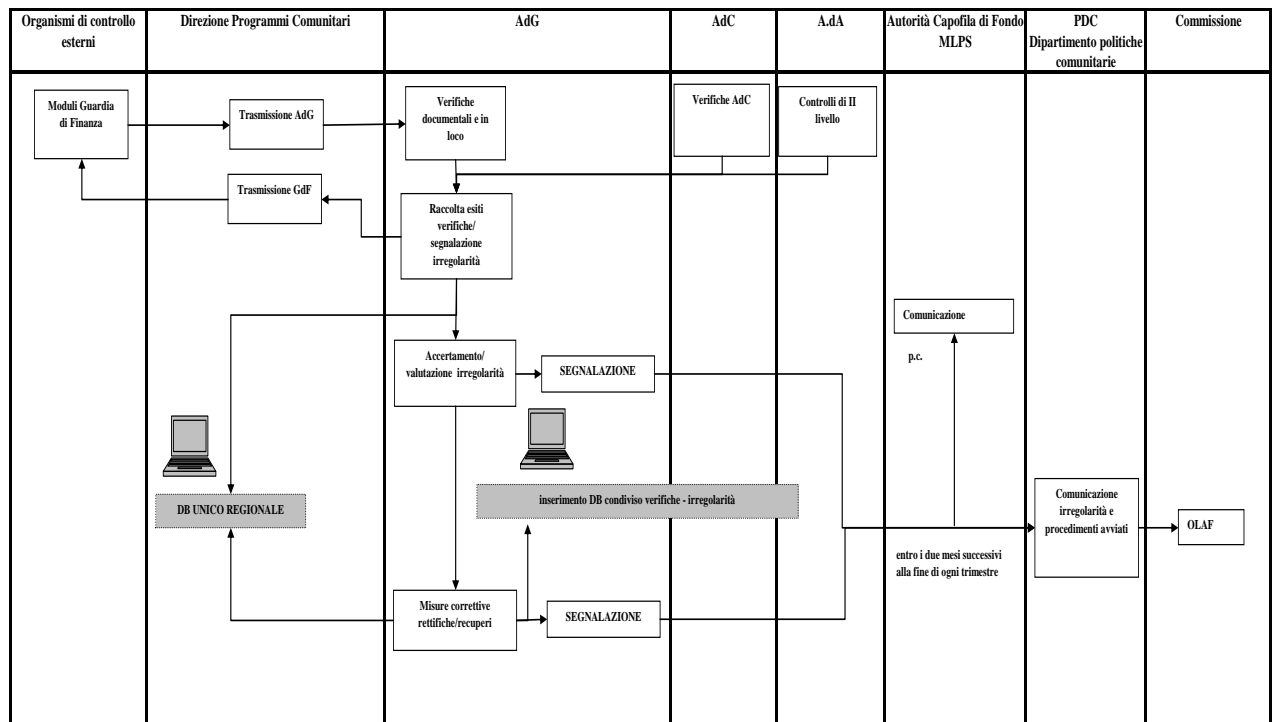 Organismi di controllo
esterni
Direzione Programmi Comunitari
AdG
AdC
A.dA
Autorità Capofila di Fondo
MLPS
PDC
Dipartimento politiche
comunitarie
Commissione
Moduli Guardia
di Finanza
Trasmissione AdG
Verifiche
documentali e in
loco
Verifiche AdC
Controlli di II
livello
Trasmissione GdF
Raccolta esiti
verifiche/
segnalazione
irregolarità
Comunicazione
p.c.
Accertamento/
valutazione irregolarità
SEGNALAZIONE
DB UNICO REGIONALE
inserimento DB condiviso verifiche - irregolarità
Comunicazione
irregolarità e
procedimenti avviati
OLAF
entro i due mesi successivi
alla fine di ogni trimestre
Misure correttive
rettifiche/recuperi
SEGNALAZIONE